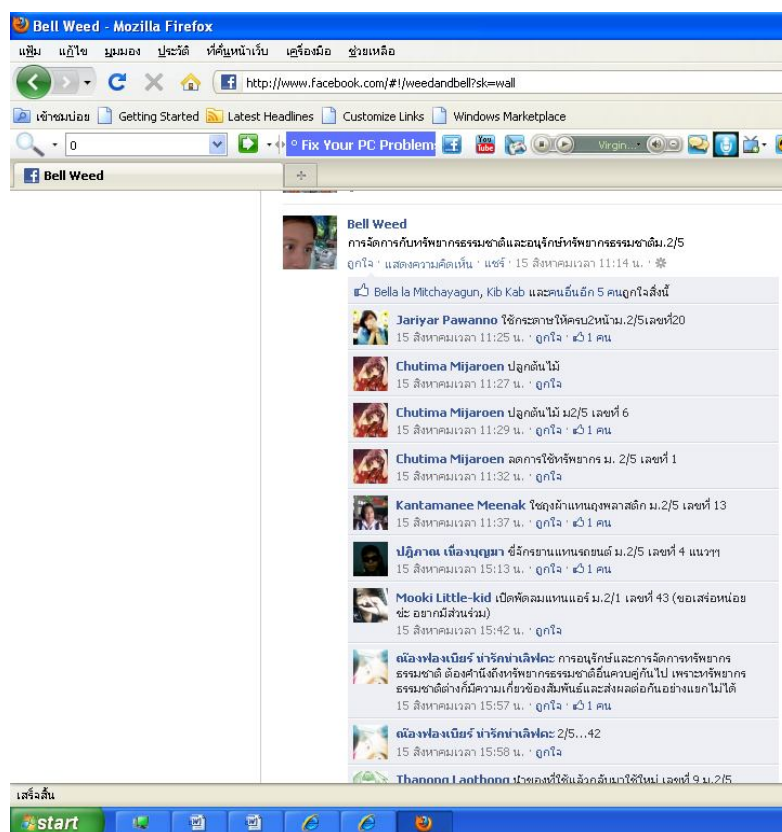 Bell Weed - Mozilla Firefox
แฟ้ม แก้ไข มุมมอง ประวัติ ที่คั่นหน้าเว็บ เครื่องมือ ช่วยเหลือ
http://www.facebook.com/#!/weedandbell?sk=wall
เข้าชมบ่อย Getting Started Latest Headlines Customize Links Windows Marketplace
0 Fix Your PC Problem You Tube Virgin...
Bell Weed
Bell Weed
การจัดการกับทรัพยากรธรรมชาติและอนุรักษ์ทรัพยากรธรรมชาติม.2/5
ถูกใจ · แสดงความคิดเห็น · แชร์ · 15 สิงหาคมเวลา 11:14 น. ·
Bella la Mitchayagun, Kib Kab และคนอื่นอีก 5 คนถูกใจสิ่งนี้
Jariyar Pawanno ใช้กระดาษให้ครบ2หน้าม.2/5เลขที่20
15 สิงหาคมเวลา 11:25 น. · ถูกใจ · 1 คน
Chutima Mijaroen ปลูกต้นไม้
15 สิงหาคมเวลา 11:27 น. · ถูกใจ
Chutima Mijaroen ปลูกต้นไม้ ม2/5 เลขที่ 6
15 สิงหาคมเวลา 11:29 น. · ถูกใจ · 1 คน
Chutima Mijaroen ลดการใช้ทรัพยากร ม. 2/5 เลขที่ 1
15 สิงหาคมเวลา 11:32 น. · ถูกใจ
Kantamanee Meenak ใชถุงผ้าแทนถุงพลาสติก ม.2/5 เลขที่ 13
15 สิงหาคมเวลา 11:37 น. · ถูกใจ · 1 คน
ปฏิภาณ เนื่องบุญมา ขี่จักรยานแทนรถยนต์ ม.2/5 เลขที่ 4 แนวๆๆ
15 สิงหาคมเวลา 15:13 น. · ถูกใจ · 1 คน
Mooki Little-kid เปิดพัดลมแทนแอร์ ม.2/1 เลขที่ 43 (ขอเสร่อหน่อย
ข่ะ อยากมีส่วนร่วม)
15 สิงหาคมเวลา 15:42 น. · ถูกใจ
ณ๊องฟองเบียร์ น่ารักน่าเลิฟคะ การอนุรักษ์และการจัดการทรัพยากร
ธรรมชาติ ต้องคำนึงถึงทรัพยากรธรรมชาติอื่นควบคู่กันไป เพราะทรัพยากร
ธรรมชาติต่างก็มีความเกี่ยวข้องสัมพันธ์และส่งผลต่อกันอย่างแยกไม่ได้
15 สิงหาคมเวลา 15:57 น. · ถูกใจ · 1 คน
ณ๊องฟองเบียร์ น่ารักน่าเลิฟคะ 2/5...42
15 สิงหาคมเวลา 15:58 น. · ถูกใจ
Thapong Laothong นำของที่ใช้แล้วกลับมาใช้ใหม่ เลขที่ 9 ม.2/5
เสร็จสิ้น
start